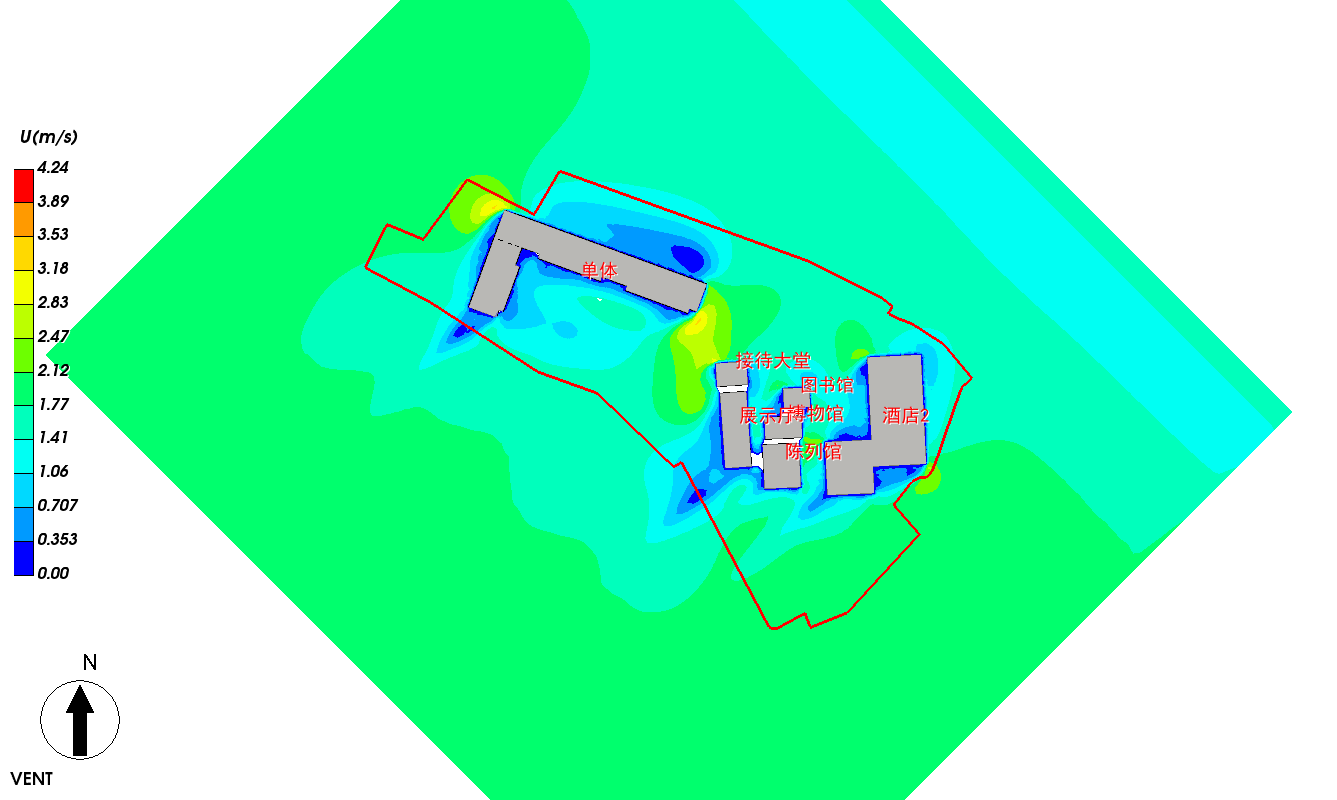 U(m/s)
4.24
3.89
3.53
3.18
2.83
2.47
2.12
1.77
1.41
1.06
0.707
0.353
0.00
单体
接待大堂
图书馆
展示厅
博物馆
酒店2
陈列馆
N
VENT